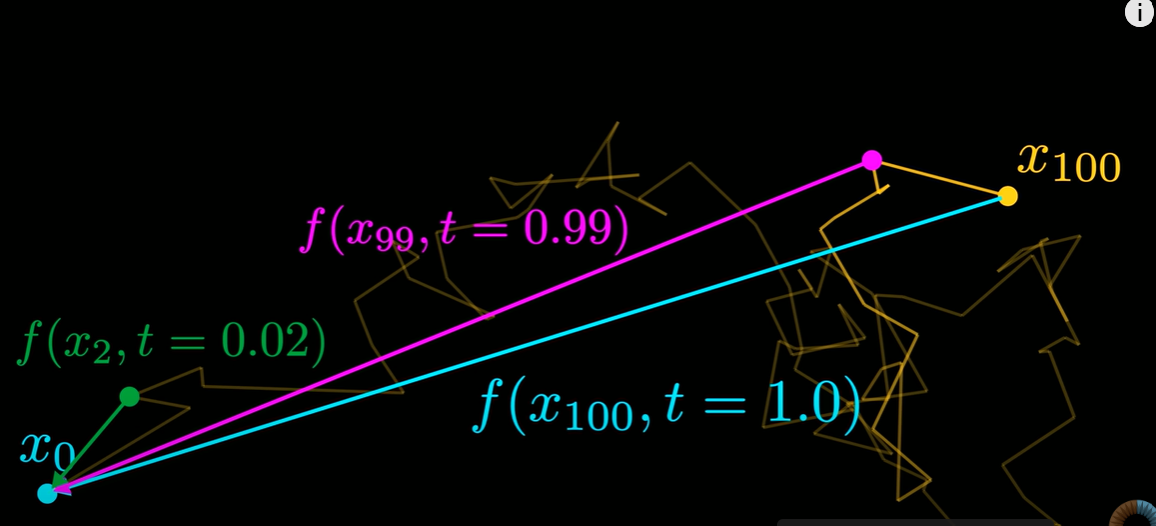 x₁₀₀
f(x₉₉, t = 0.99)
f(x₂, t = 0.02)
f(x₁₀₀, t = 1.0)
x₀
i